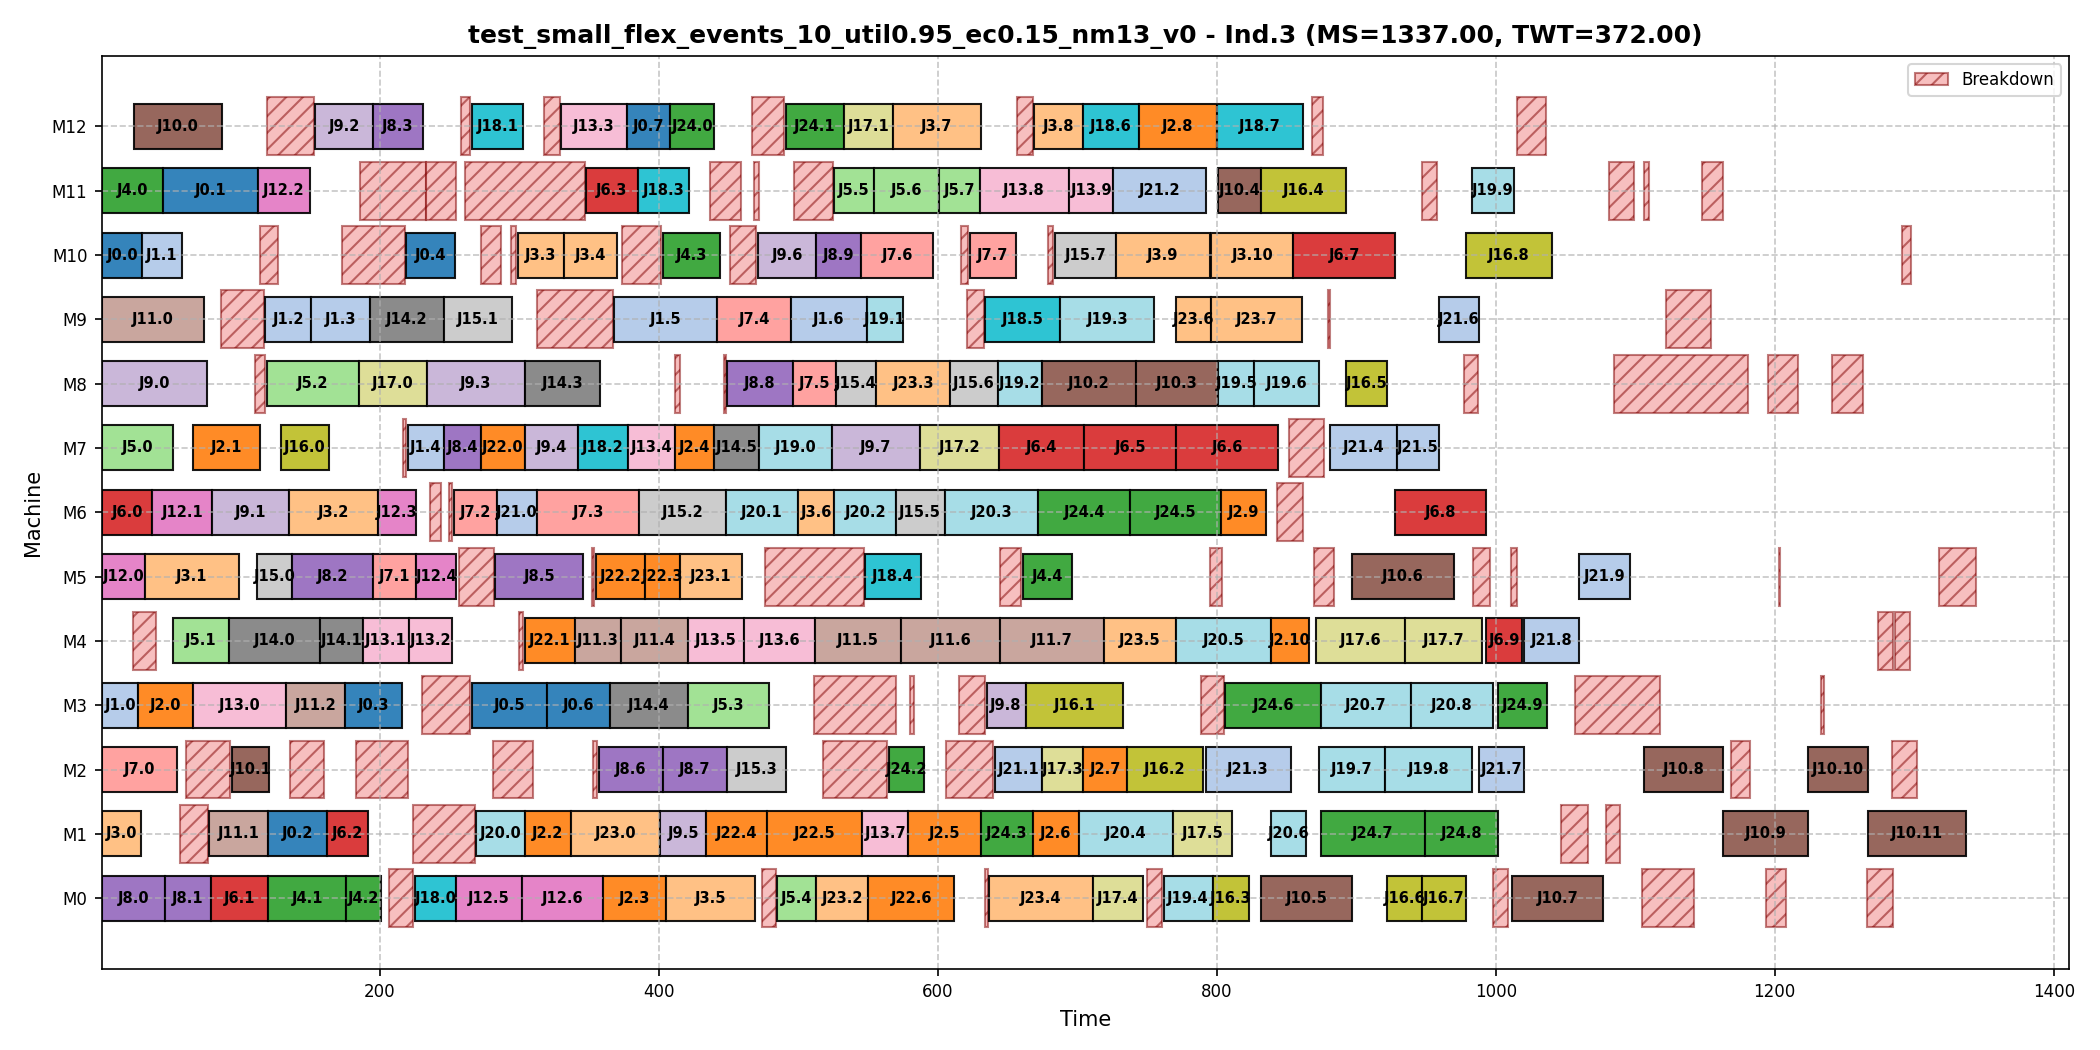 test_small_flex_events_10_util0.95_ec0.15_nm13_v0 - Ind.3 (MS=1337.00, TWT=372.00)
Breakdown
M12 J10.0 J9.2 J8.3 J18.1 J13.3 J0.7 J24.0 J24.1 J17.1 J3.7 J3.8 J18.6 J2.8 J18.7
M11 J4.0 J0.1 J12.2 J6.3 J18.3 J5.5 J5.6 J5.7 J13.8 J13.9 J21.2 J10.4 J16.4 J19.9
M10 J0.0 J1.1 J0.4 J3.3 J3.4 J4.3 J9.6 J8.9 J7.6 J7.7 J15.7 J3.9 J3.10 J6.7 J16.8
M9 J11.0 J1.2 J1.3 J14.2 J15.1 J1.5 J7.4 J1.6 J19.1 J18.5 J19.3 J23.6 J23.7 J21.6
M8 J9.0 J5.2 J17.0 J9.3 J14.3 J8.8 J7.5 J15.4 J23.3 J15.6 J19.2 J10.2 J10.3 J19.5 J19.6 J16.5
M7 J5.0 J2.1 J16.0 J1.4 J8.4 J22.0 J9.4 J18.2 J13.4 J2.4 J14.5 J19.0 J9.7 J17.2 J6.4 J6.5 J6.6 J21.4 J21.5
M6 J6.0 J12.1 J9.1 J3.2 J12.3 J7.2 J21.0 J7.3 J15.2 J20.1 J3.6 J20.2 J15.5 J20.3 J24.4 J24.5 J2.9 J6.8
M5 J12.0 J3.1 J15.0 J8.2 J7.1 J12.4 J8.5 J22.2 J22.3 J23.1 J18.4 J4.4 J10.6 J21.9
M4 J5.1 J14.0 J14.1 J13.1 J13.2 J22.1 J11.3 J11.4 J13.5 J13.6 J11.5 J11.6 J11.7 J23.5 J20.5 J2.10 J17.6 J17.7 J6.9 J21.8
M3 J1.0 J2.0 J13.0 J11.2 J0.3 J0.5 J0.6 J14.4 J5.3 J9.8 J16.1 J24.6 J20.7 J20.8 J24.9
M2 J7.0 J10.1 J8.6 J8.7 J15.3 J24.2 J21.1 J17.3 J2.7 J16.2 J21.3 J19.7 J19.8 J21.7 J10.8 J10.10
M1 J3.0 J11.1 J0.2 J6.2 J20.0 J2.2 J23.0 J9.5 J22.4 J22.5 J13.7 J2.5 J24.3 J2.6 J20.4 J17.5 J20.6 J24.7 J24.8 J10.9 J10.11
M0 J8.0 J8.1 J6.1 J4.1 J4.2 J18.0 J12.5 J12.6 J2.3 J3.5 J5.4 J23.2 J22.6 J23.4 J17.4 J19.4 J16.3 J10.5 J16.6 J16.7 J10.7
200 400 600 800 1000 1200 1400
Time
Machine